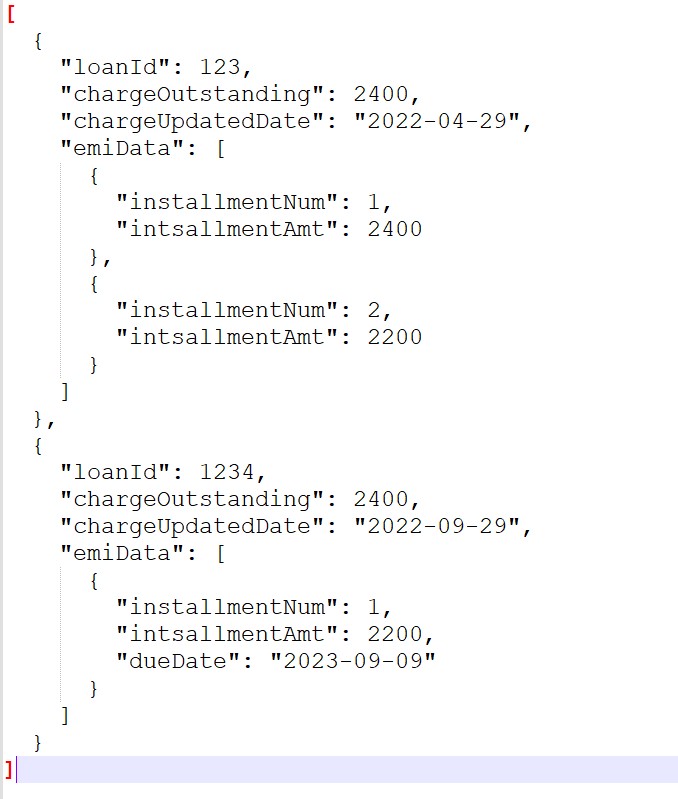 [
  {
    "loanId": 123,
    "chargeOutstanding": 2400,
    "chargeUpdatedDate": "2022-04-29",
    "emiData": [
      {
        "installmentNum": 1,
        "intsallmentAmt": 2400
      },
      {
        "installmentNum": 2,
        "intsallmentAmt": 2200
      }
    ]
  },
  {
    "loanId": 1234,
    "chargeOutstanding": 2400,
    "chargeUpdatedDate": "2022-09-29",
    "emiData": [
      {
        "installmentNum": 1,
        "intsallmentAmt": 2200,
        "dueDate": "2023-09-09"
      }
    ]
  }
]